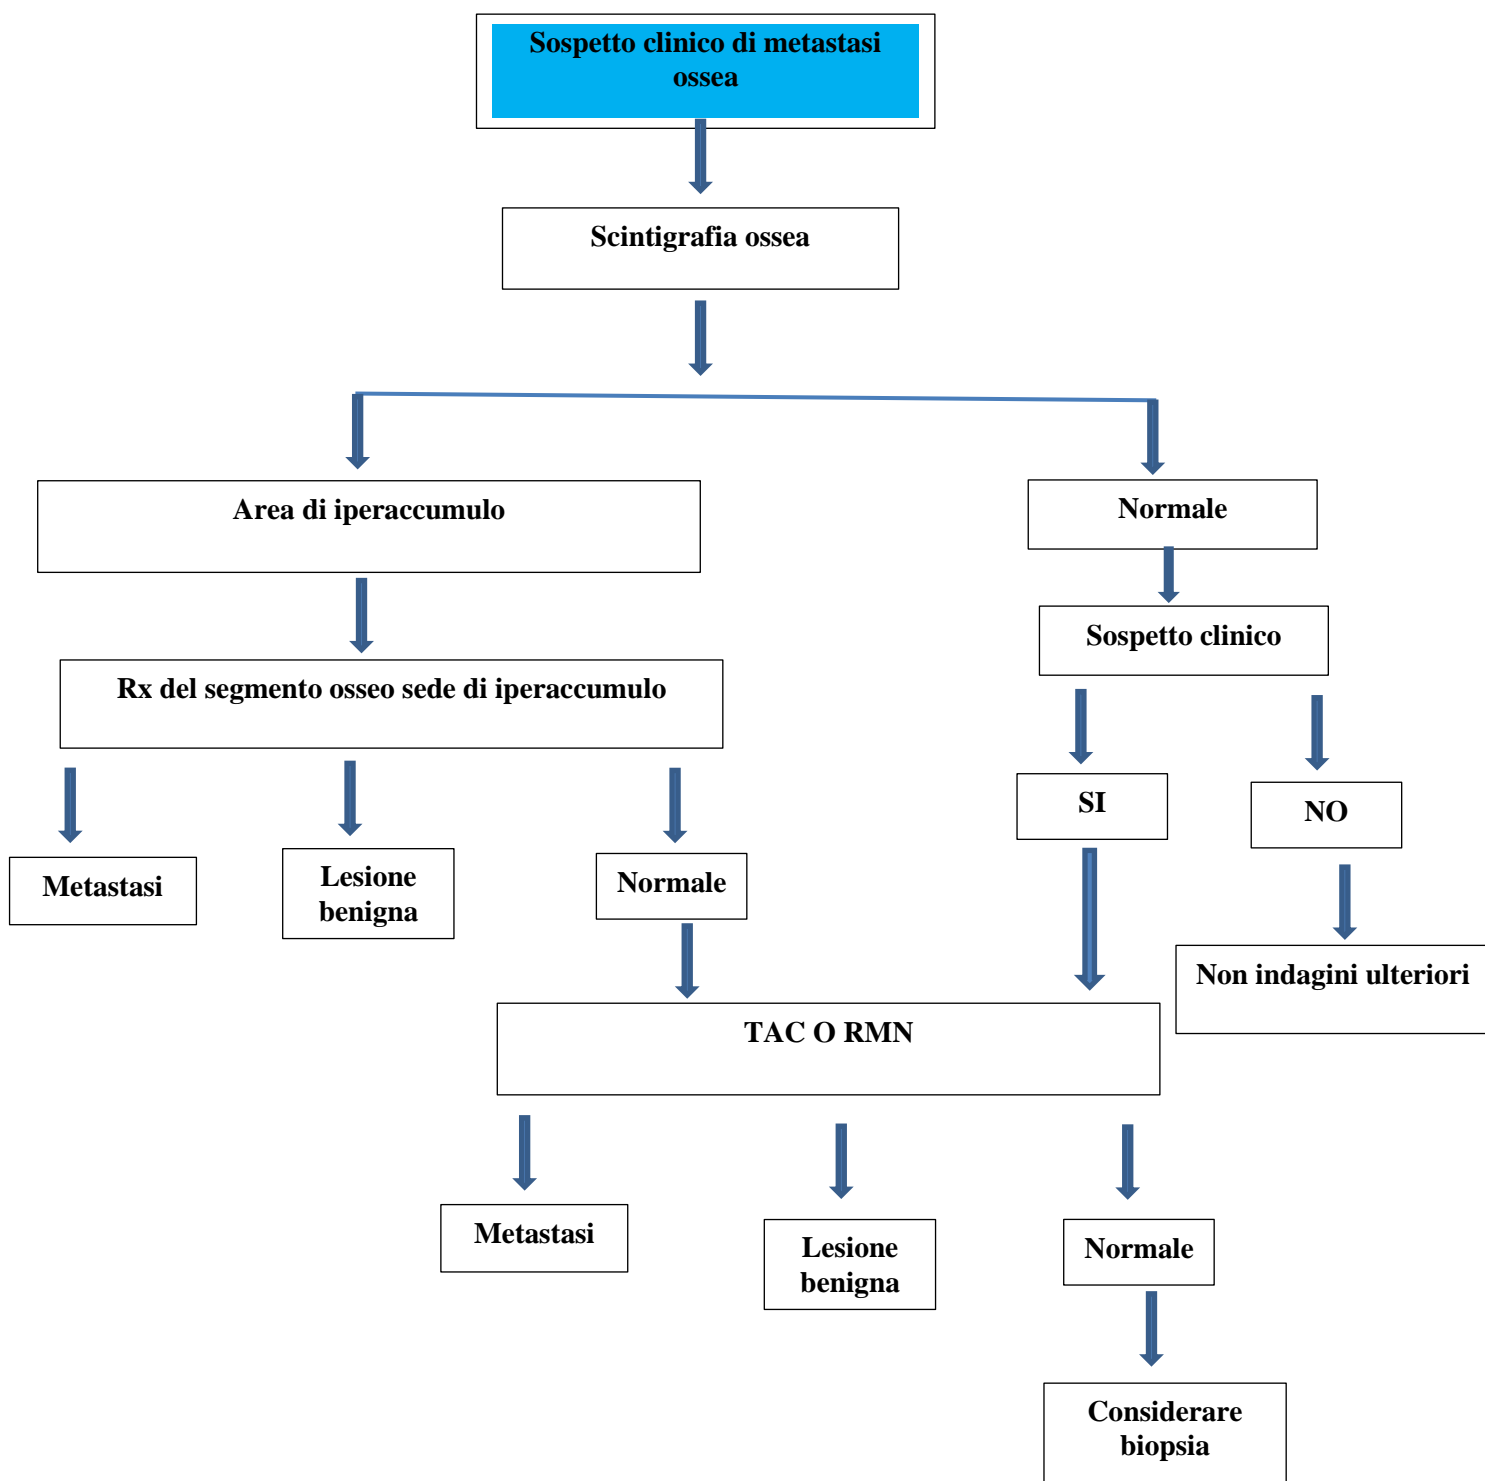 Sospetto clinico di metastasi
ossea
Scintigrafia ossea
Area di iperaccumulo
Normale
Sospetto clinico
Rx del segmento osseo sede di iperaccumulo
SI
NO
Metastasi
Lesione
benigna
Normale
Non indagini ulteriori
TAC O RMN
Metastasi
Lesione
benigna
Normale
Considerare
biopsia